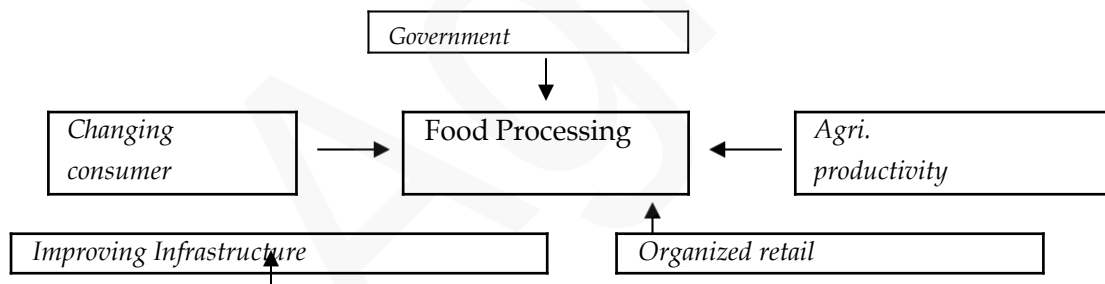 Government
Changing
consumer
Food Processing
Agri.
productivity
Improving Infrastructure
Organized retail